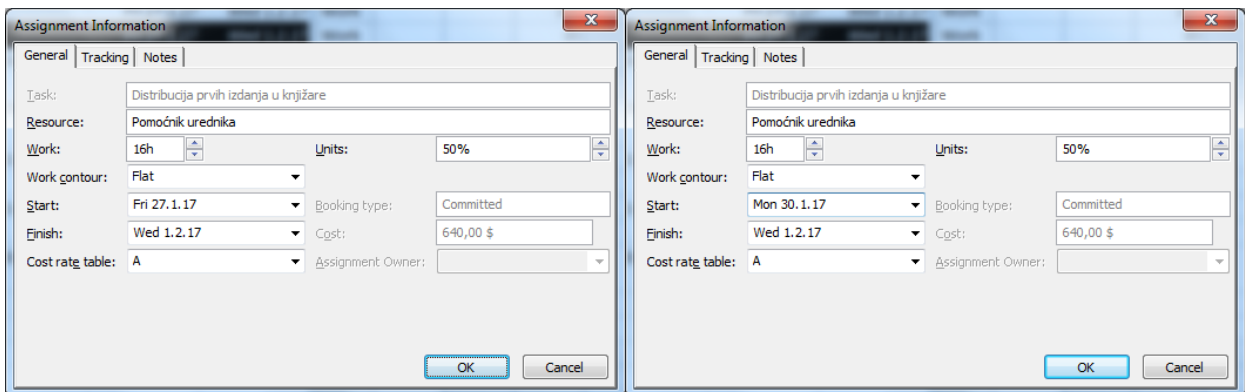 Assignment Information
General Tracking Notes
Task: Distribucija prvih izdanja u knjižare
Resource: Pomoćnik urednika
Work: 16h Units: 50%
Work contour: Flat
Start: Fri 27.1.17 Booking type: Committed
Finish: Wed 1.2.17 Cost: 640,00 $
Cost rate table: A Assignment Owner:
OK Cancel
Assignment Information
General Tracking Notes
Task: Distribucija prvih izdanja u knjižare
Resource: Pomoćnik urednika
Work: 16h Units: 50%
Work contour: Flat
Start: Mon 30.1.17 Booking type: Committed
Finish: Wed 1.2.17 Cost: 640,00 $
Cost rate table: A Assignment Owner:
OK Cancel